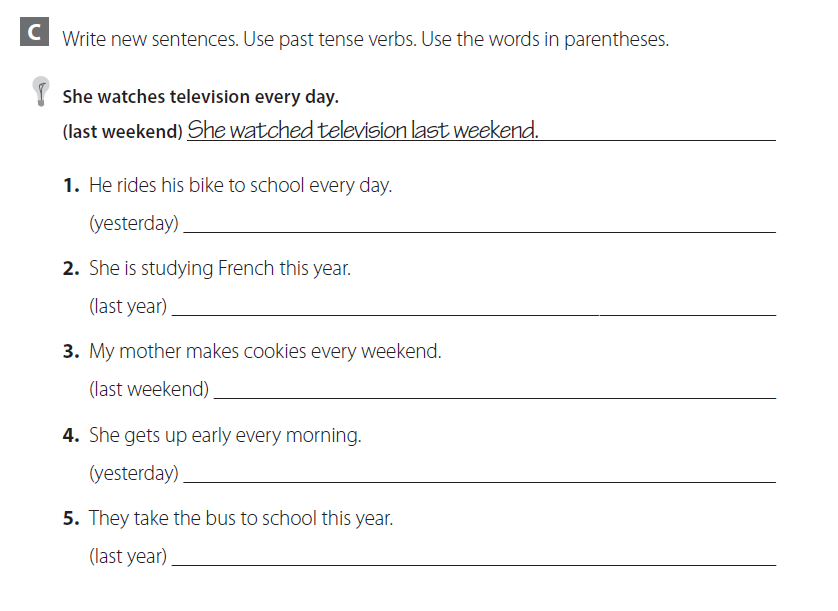 C Write new sentences. Use past tense verbs. Use the words in parentheses.
She watches television every day.
(last weekend) She watched television last weekend.
1. He rides his bike to school every day.
(yesterday)
2. She is studying French this year.
(last year)
3. My mother makes cookies every weekend.
(last weekend)
4. She gets up early every morning.
(yesterday)
5. They take the bus to school this year.
(last year)